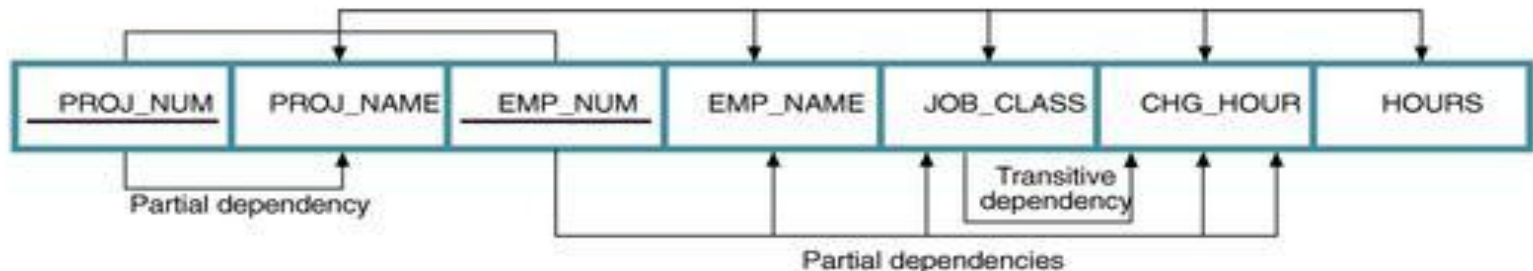 PROJ_NUM PROJ_NAME EMP_NUM EMP_NAME JOB_CLASS CHG_HOUR HOURS
Partial dependency
Transitive
dependency
Partial dependencies